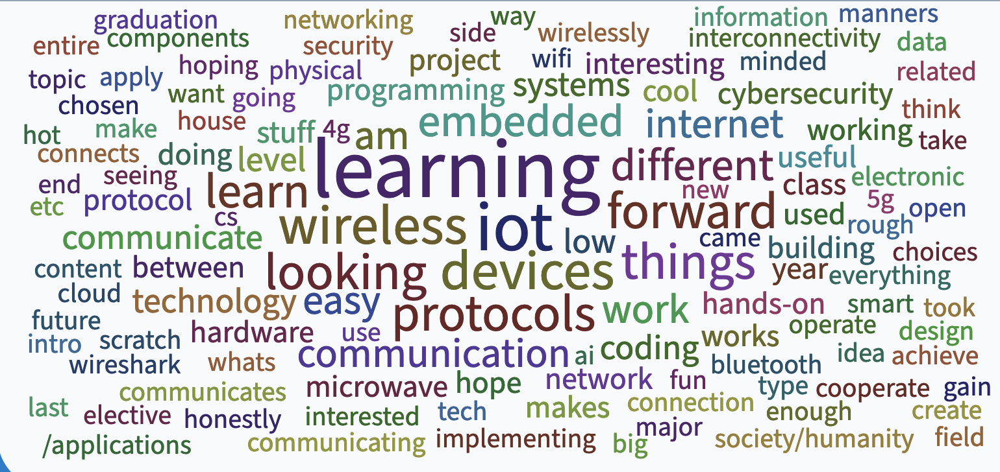 graduation networking way information manners
entire components security side wirelessly interconnectivity data
topic apply hoping physical project wifi interesting minded related
chosen want going programming systems cool cybersecurity think
hot make house stuff 4g am embedded internet working take
connects doing level learning different useful
end seeing learn new class electronic
etc protocol cs forward used 5g open
communicate wireless iot low came building rough choices
content between looking devices things year everything
cloud technology easy protocols work hands-on smart took
future hardware use operate design
intro scratch communication ai coding works idea achieve
wireshark whats bluetooth
communicates microwave hope network fun type cooperate gain
last elective honestly interested tech makes connection enough create
/applications communicating implementing big major society/humanity field